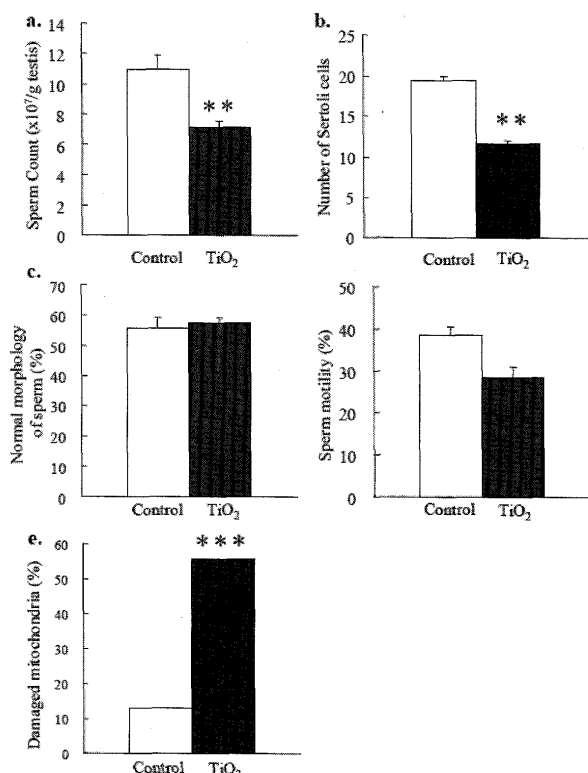 a.
Sperm Count (x10⁷/g testis)
14
12
10
8
6
4
2
0
**
Control TiO₂
b.
Number of Sertoli cells
25
20
15
10
5
0
**
Control TiO₂
c.
Normal morphology
of sperm (%)
80
70
60
50
40
30
20
10
0
Control TiO₂
Sperm motility (%)
50
40
30
20
10
0
Control TiO₂
e.
Damaged mitochondria (%)
60
50
40
30
20
10
0
***
Control TiO₂